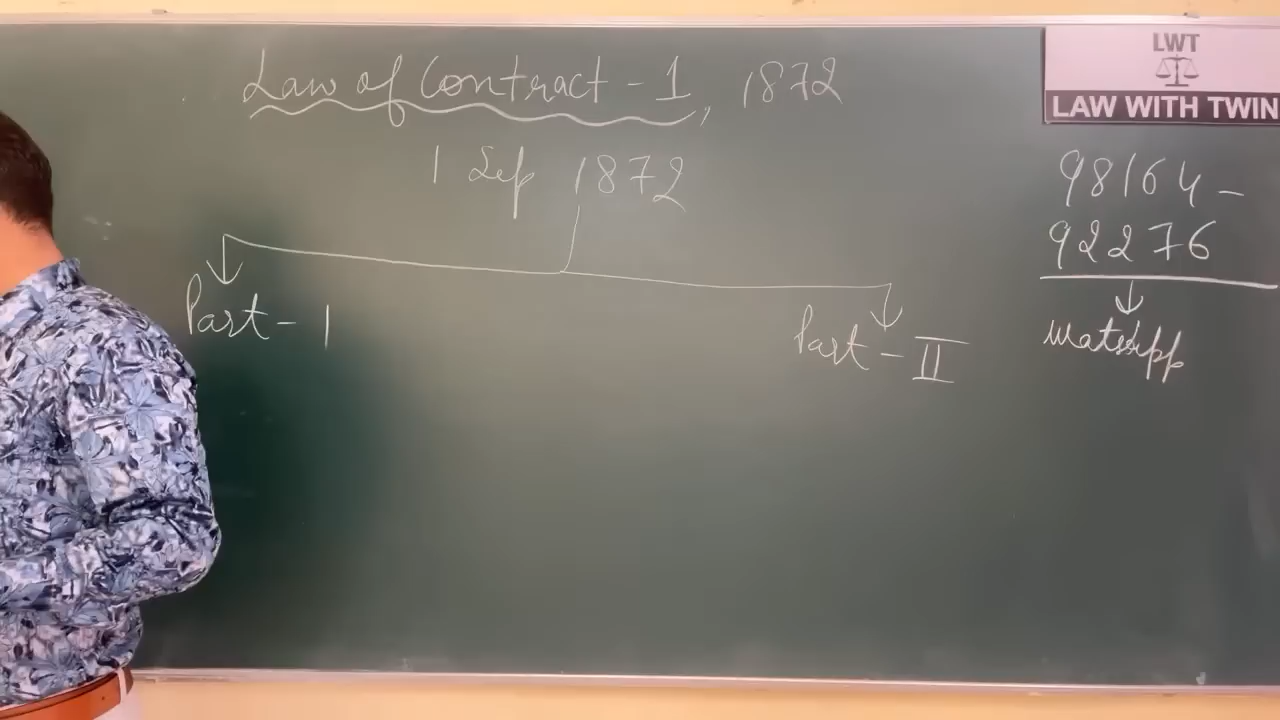 Law of Contract - 1, 1872
1 Sep 1872
Part - 1
Part - II
LWT
LAW WITH TWIN
98164 -
92276
WatsApp